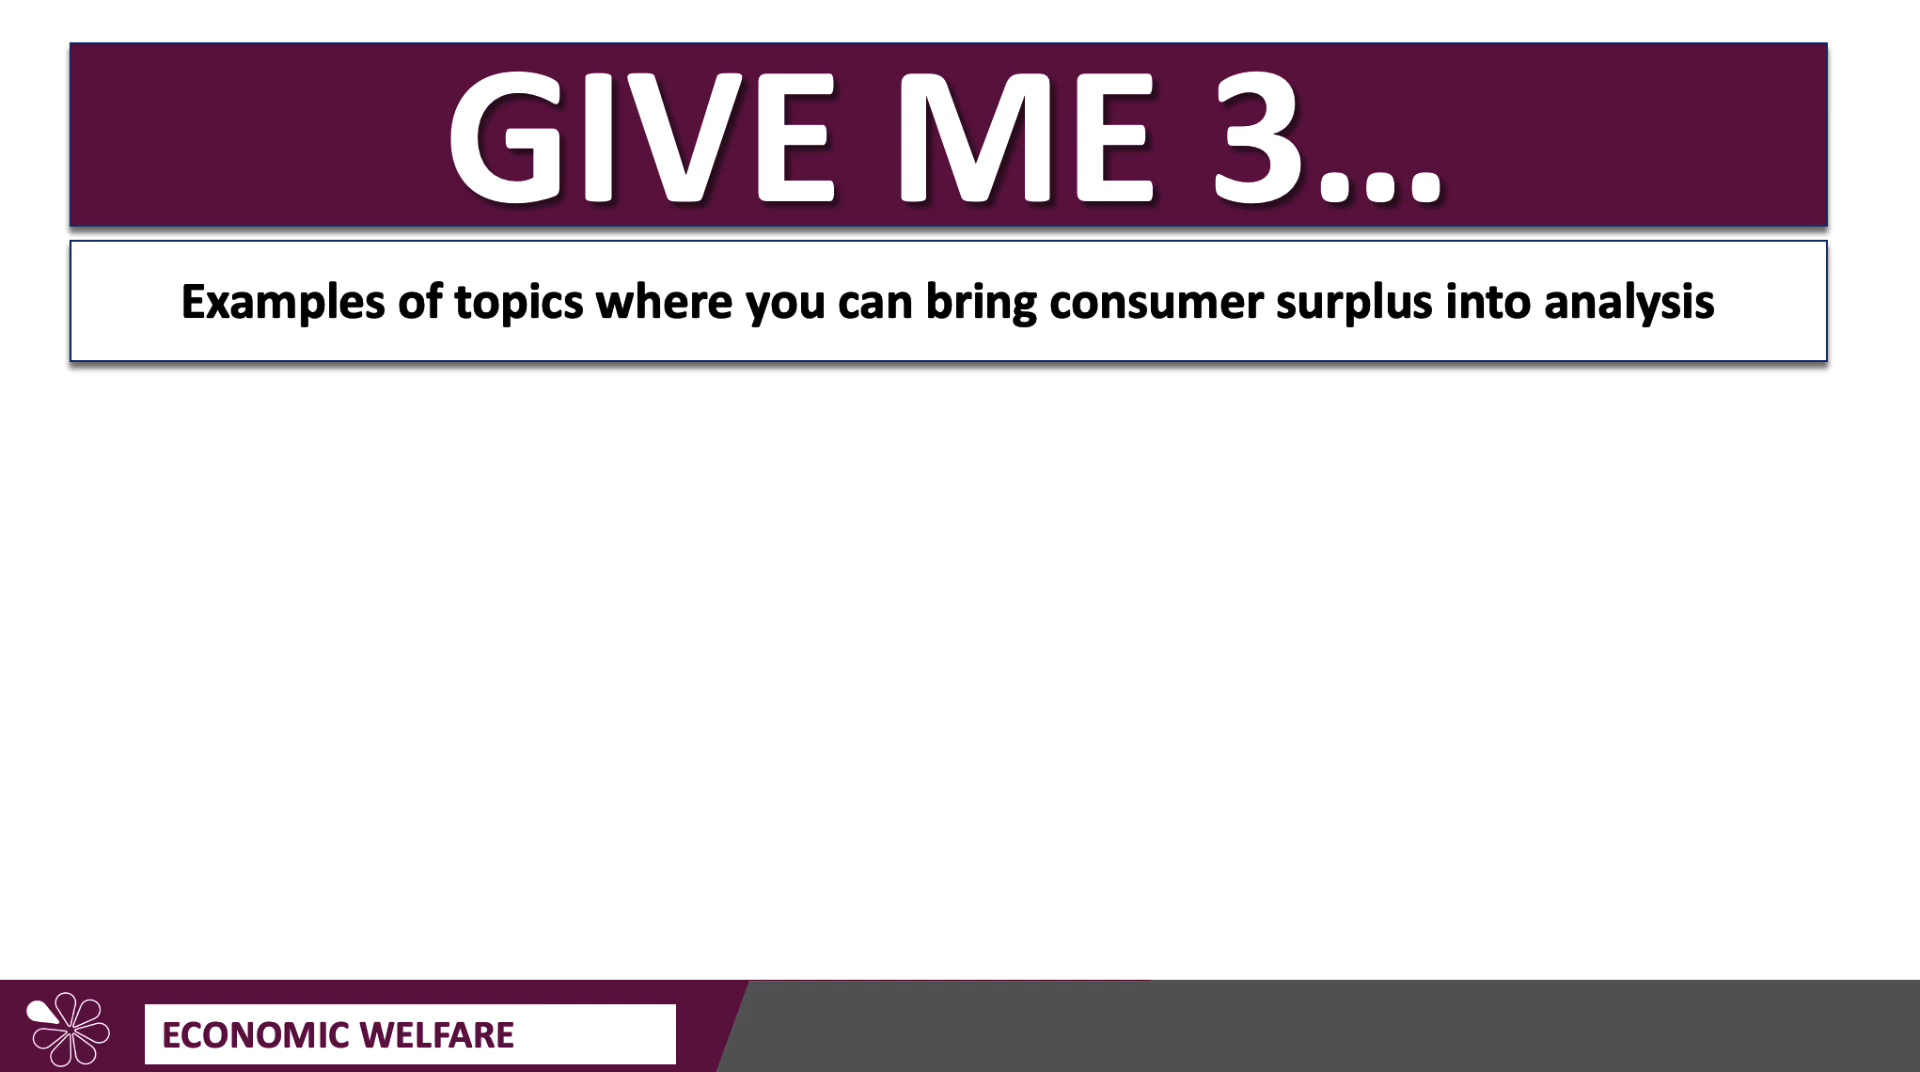 GIVE ME 3...
Examples of topics where you can bring consumer surplus into analysis
ECONOMIC WELFARE